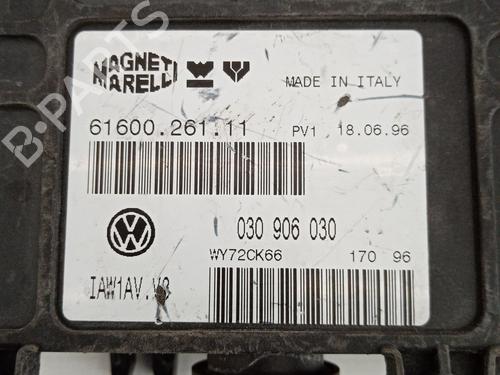 MAGNETI MARELLI
MADE IN ITALY
61600.261.11 PV1 18.06.96
030 906 030
WY72CK66 170 96
IAW1AV.V3
B-PARTS